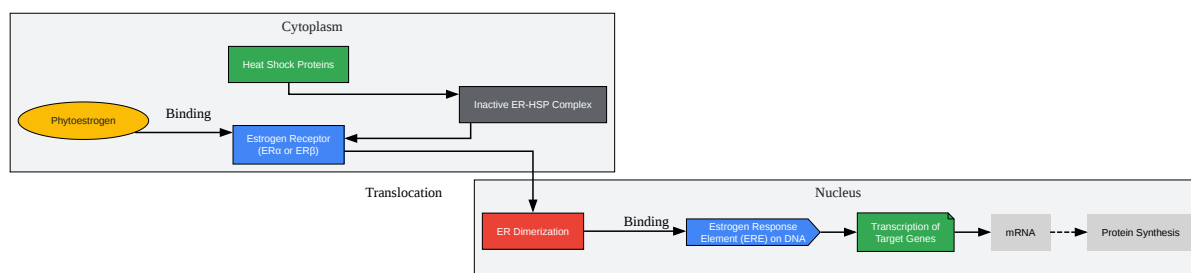 Cytoplasm
Heat Shock Proteins
Inactive ER-HSP Complex
Phytoestrogen
Binding
Estrogen Receptor
(ERα or ERβ)
Translocation
Nucleus
ER Dimerization
Binding
Estrogen Response
Element (ERE) on DNA
Transcription of
Target Genes
mRNA
Protein Synthesis